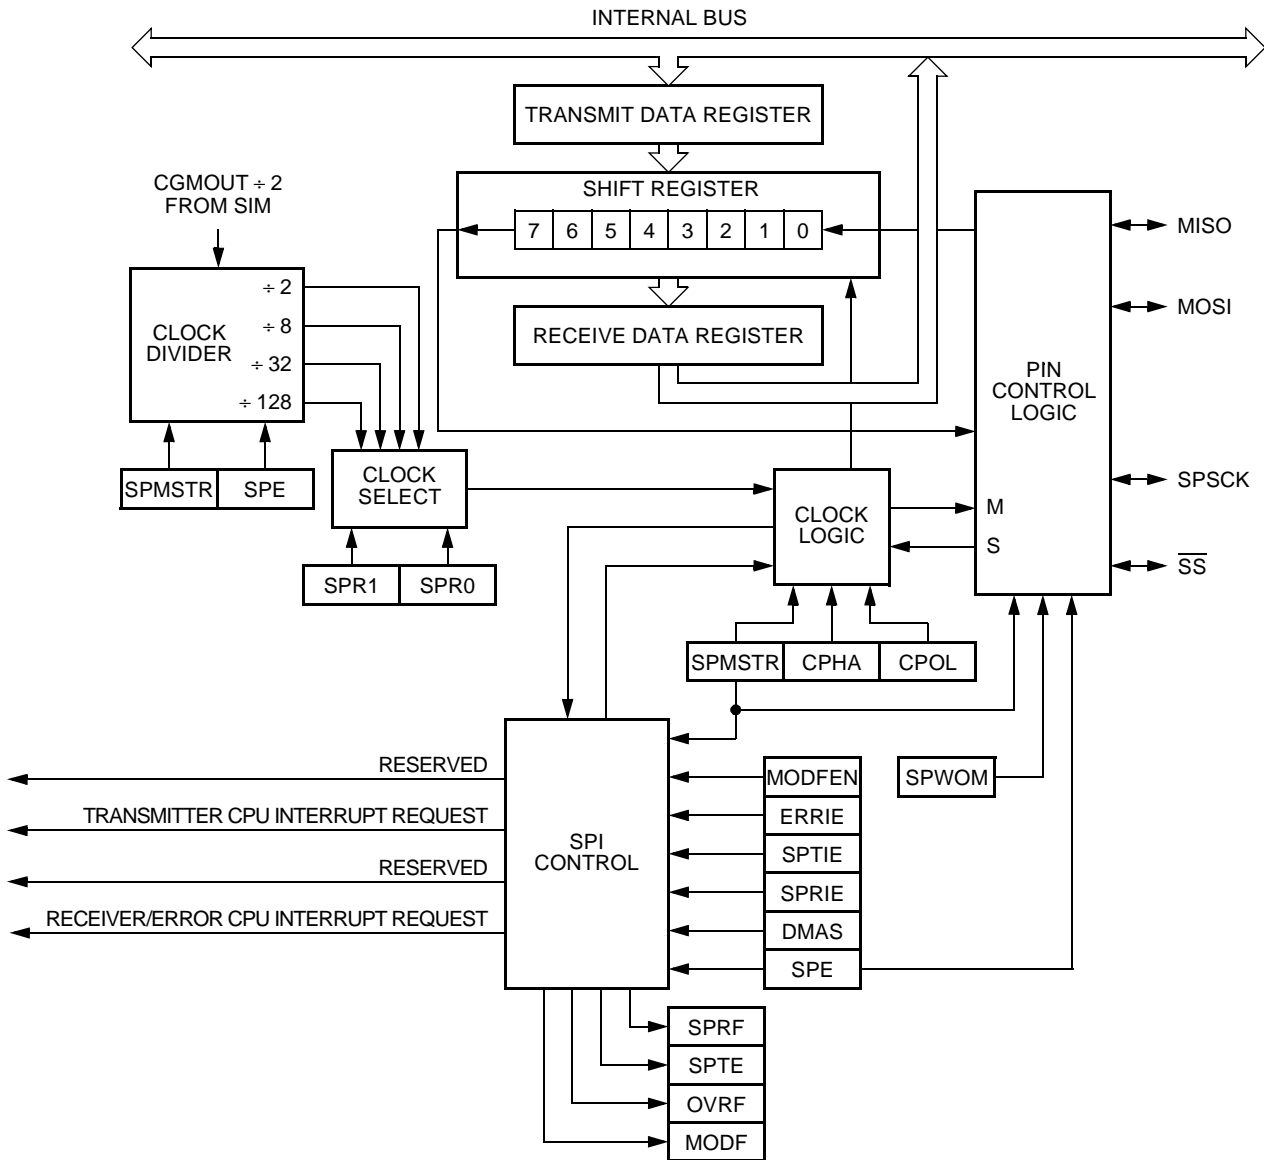 INTERNAL BUS
TRANSMIT DATA REGISTER
SHIFT REGISTER
7 6 5 4 3 2 1 0
RECEIVE DATA REGISTER
CGMOUT ÷ 2
FROM SIM
CLOCK
DIVIDER
÷ 2
÷ 8
÷ 32
÷ 128
SPMSTR SPE
CLOCK
SELECT
SPR1 SPR0
CLOCK
LOGIC
SPMSTR CPHA CPOL
PIN
CONTROL
LOGIC
M
S
MISO
MOSI
SPSCK
SS
SPWOM
RESERVED
TRANSMITTER CPU INTERRUPT REQUEST
RESERVED
RECEIVER/ERROR CPU INTERRUPT REQUEST
SPI
CONTROL
MODFEN
ERRIE
SPTIE
SPRIE
DMAS
SPE
SPRF
SPTE
OVRF
MODF